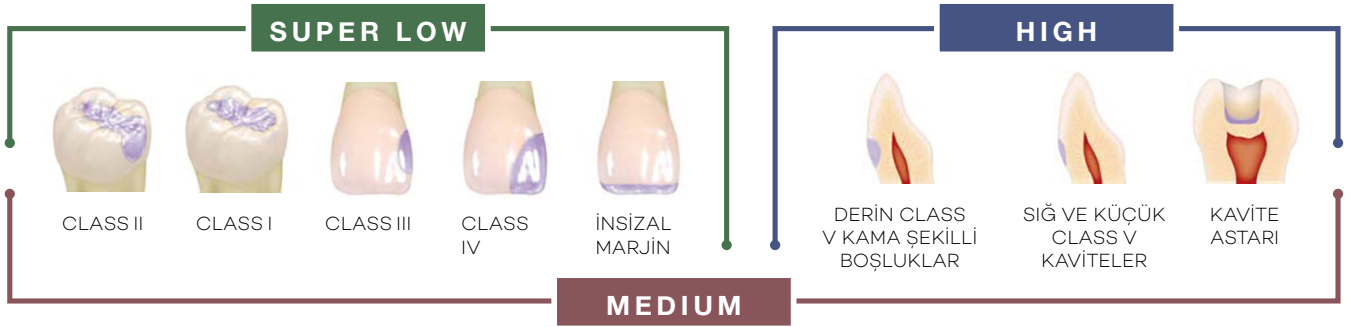 SUPER LOW
HIGH
CLASS II
CLASS I
CLASS III
CLASS
IV
İNSİZAL
MARJİN
DERİN CLASS
V KAMA ŞEKİLLİ
BOŞLUKLAR
SIĞ VE KÜÇÜK
CLASS V
KAVİTELER
KAVİTE
ASTARI
MEDIUM